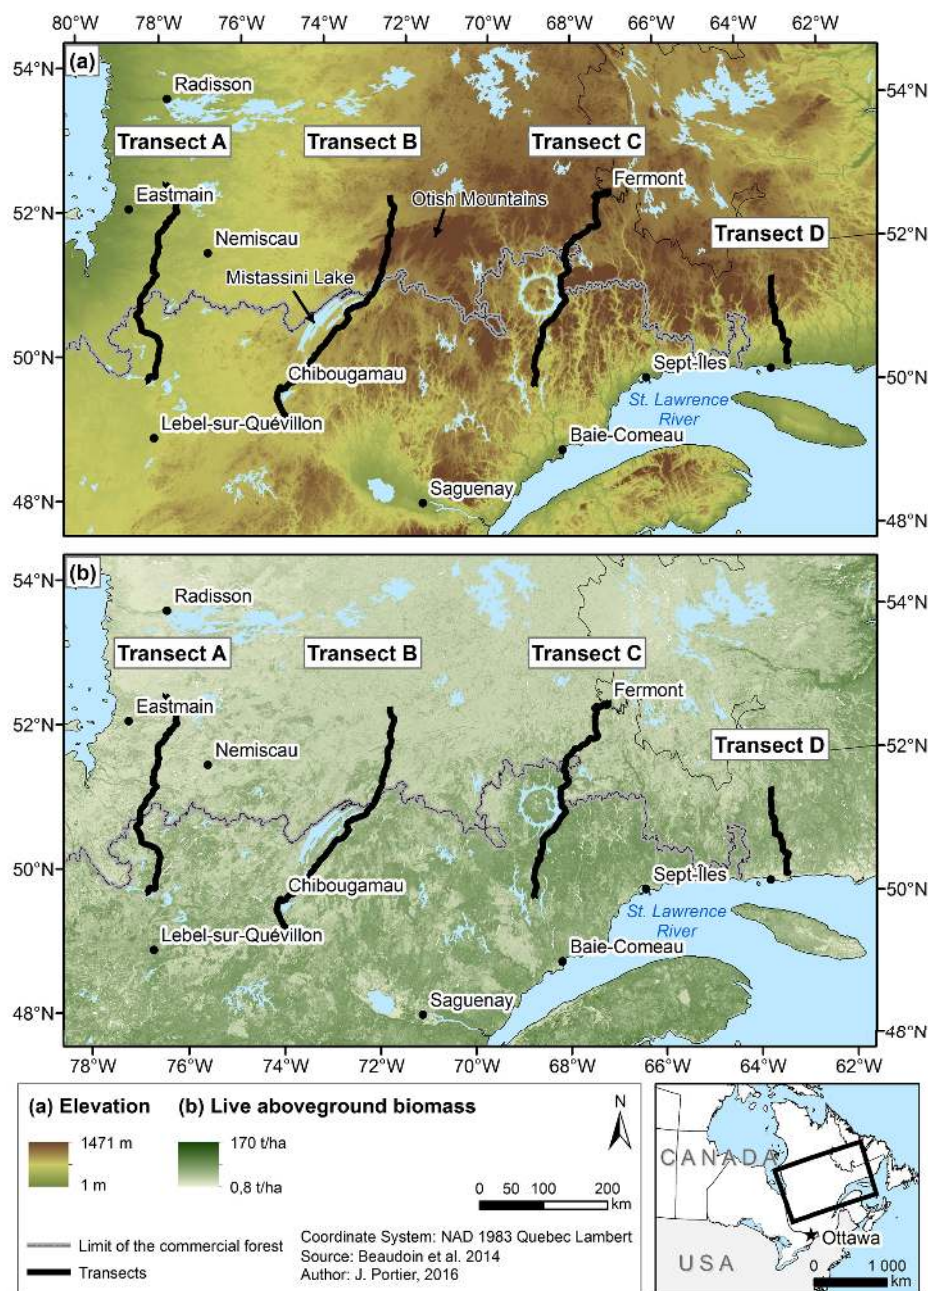 80°W 78°W 76°W 74°W 72°W 70°W 68°W 66°W 64°W 62°W
(a)
54°N
54°N
Radisson
Transect A
Transect B
Transect C
Fermont
Eastmain
Otish Mountains
52°N
52°N
Transect D
Nemiscau
Mistassini Lake
50°N
50°N
Chibougamau
Sept-Îles
St. Lawrence
River
Lebel-sur-Quévillon
Baie-Comeau
48°N
48°N
Saguenay
(b)
54°N
54°N
Radisson
Transect A
Transect B
Transect C
Fermont
Eastmain
52°N
52°N
Transect D
Nemiscau
50°N
50°N
Chibougamau
Sept-Îles
St. Lawrence
River
Lebel-sur-Quévillon
Baie-Comeau
Saguenay
48°N
48°N
78°W 76°W 74°W 72°W 70°W 68°W 66°W 64°W 62°W
(a) Elevation
(b) Live aboveground biomass
N
1471 m
170 t/ha
1 m
0,8 t/ha
0 50 100 200
km
Limit of the commercial forest
Transects
Coordinate System: NAD 1983 Quebec Lambert
Source: Beaudoin et al. 2014
Author: J. Portier, 2016
CANADA
Ottawa
USA
0 1 000
km